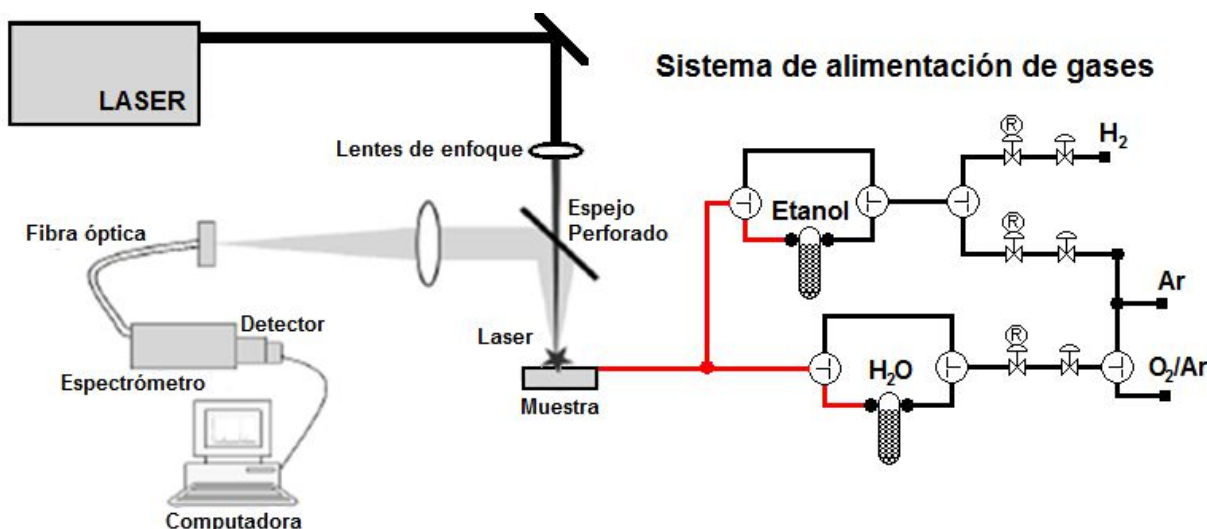 LASER
Sistema de alimentación de gases
Lentes de enfoque
Espejo
Perforado
Fibra óptica
Detector
Espectrómetro
Computadora
Laser
Muestra
Etanol
H₂O
R
H₂
R
Ar
R
O₂/Ar